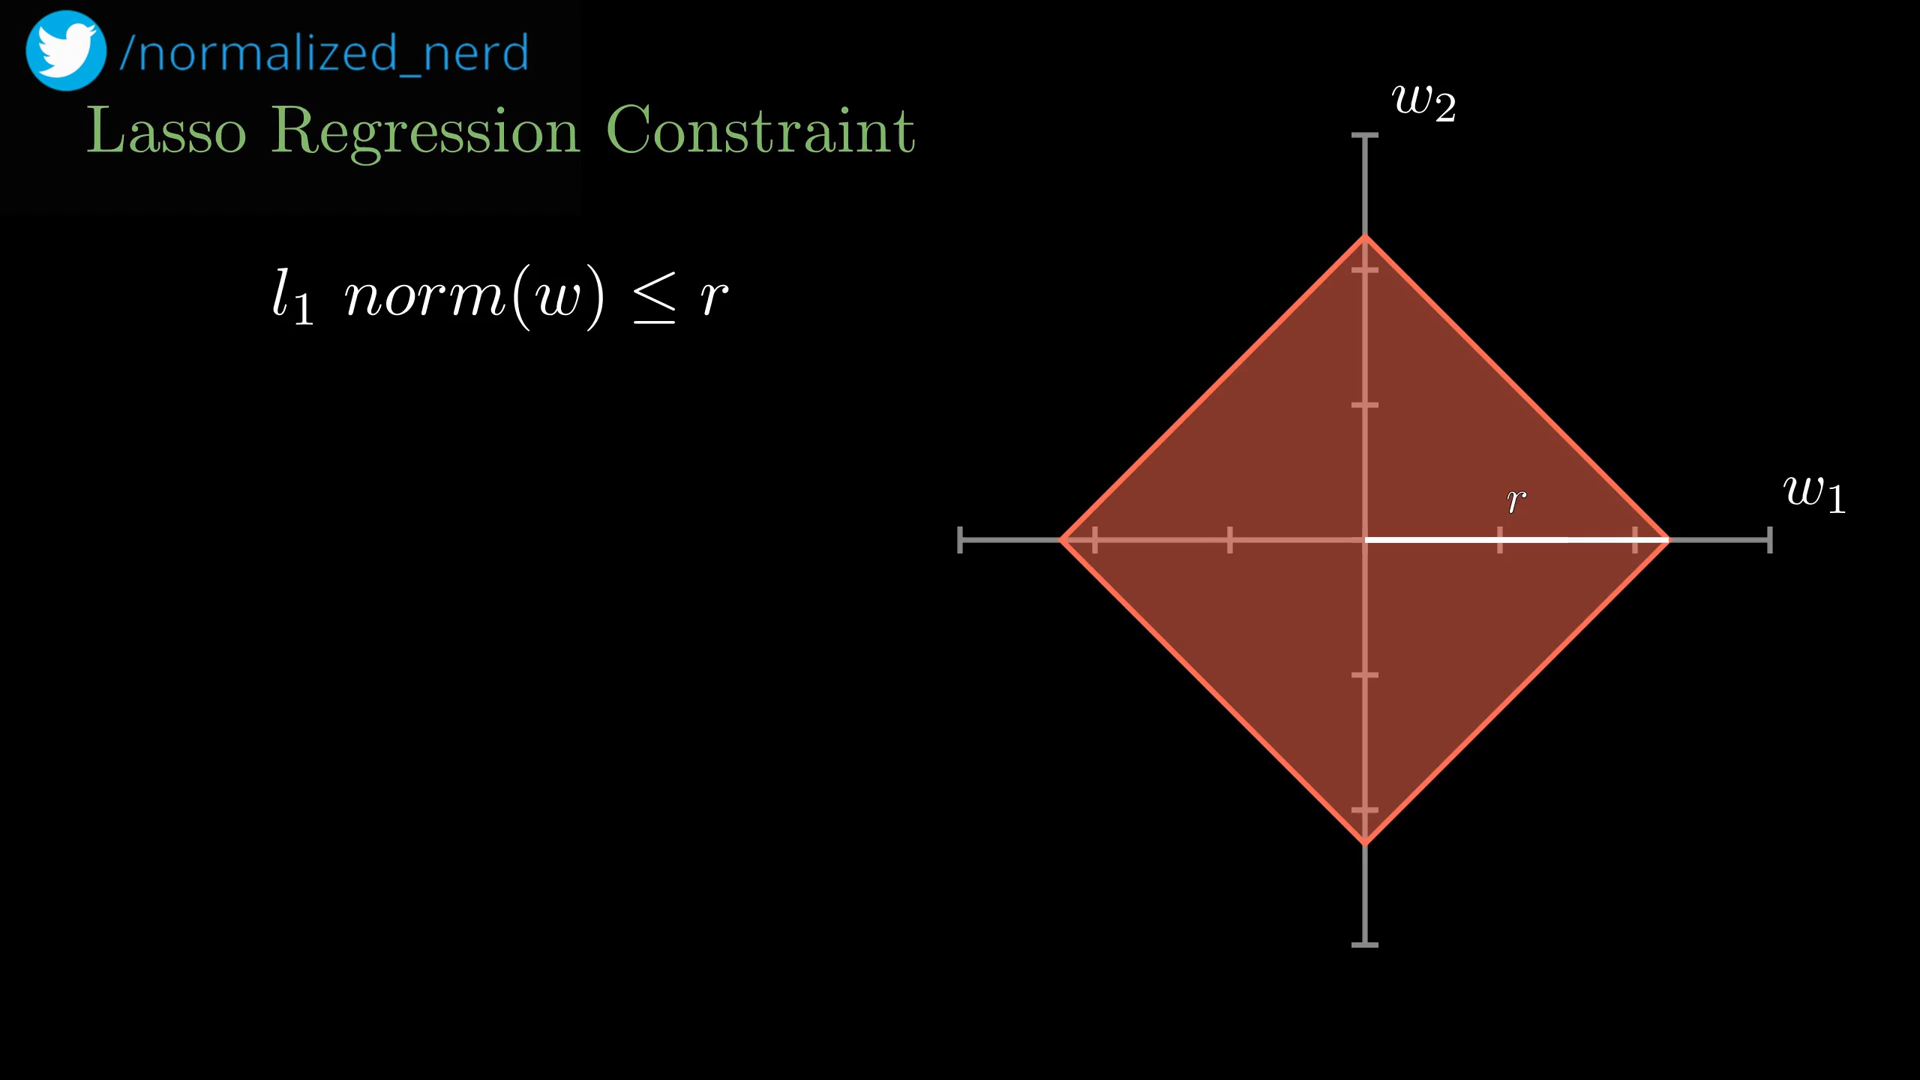 /normalized_nerd
Lasso Regression Constraint
l₁ norm(w) ≤ r
w₂
r
w₁